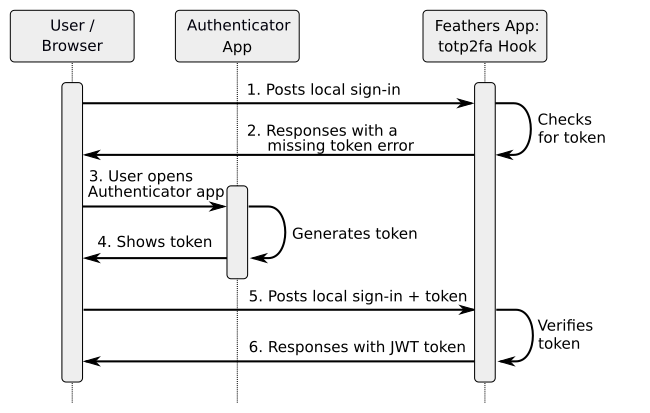 User /
Browser
Authenticator
App
Feathers App:
totp2fa Hook
1. Posts local sign-in
Checks
for token
2. Responses with a
missing token error
3. User opens
Authenticator app
Generates token
4. Shows token
5. Posts local sign-in + token
Verifies
token
6. Responses with JWT token